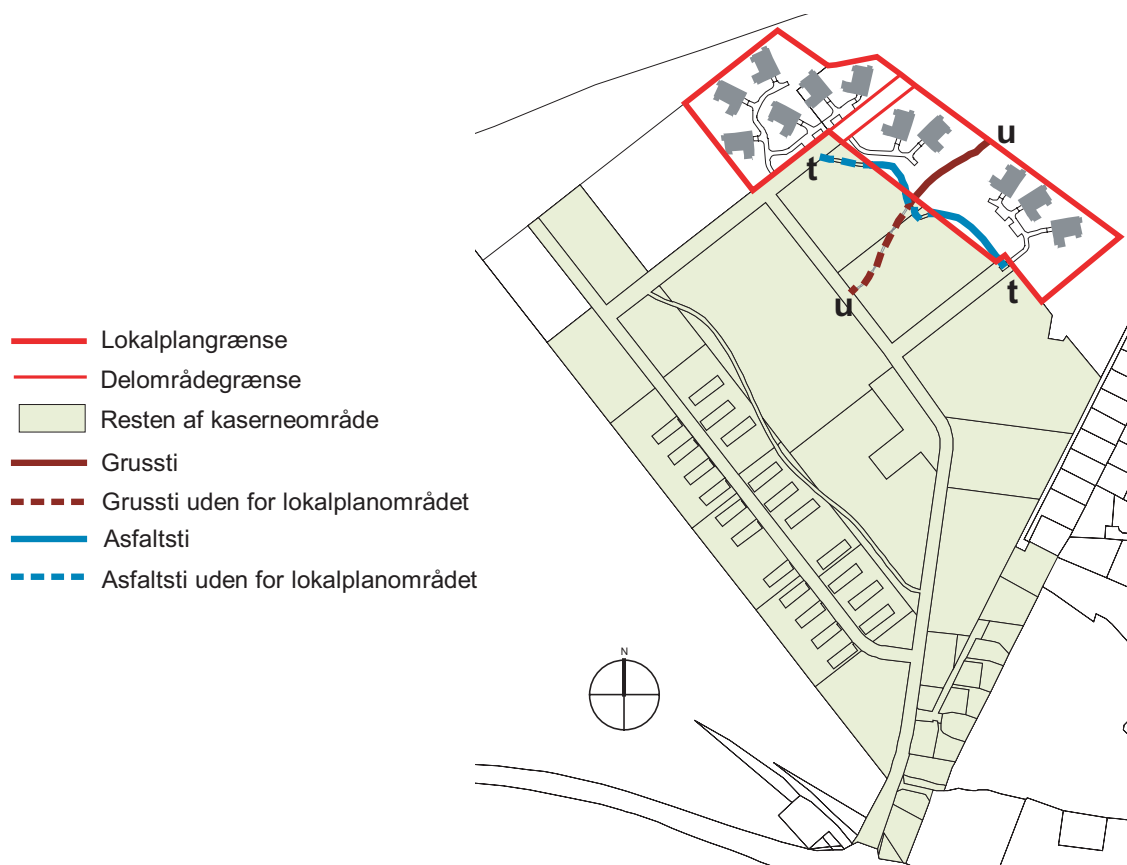 u
t
t
u
Lokalplangrænse
Delområdegrænse
Resten af kaserneområde
Grussti
Grussti uden for lokalplanområdet
Asfaltsti
Asfaltsti uden for lokalplanområdet
N